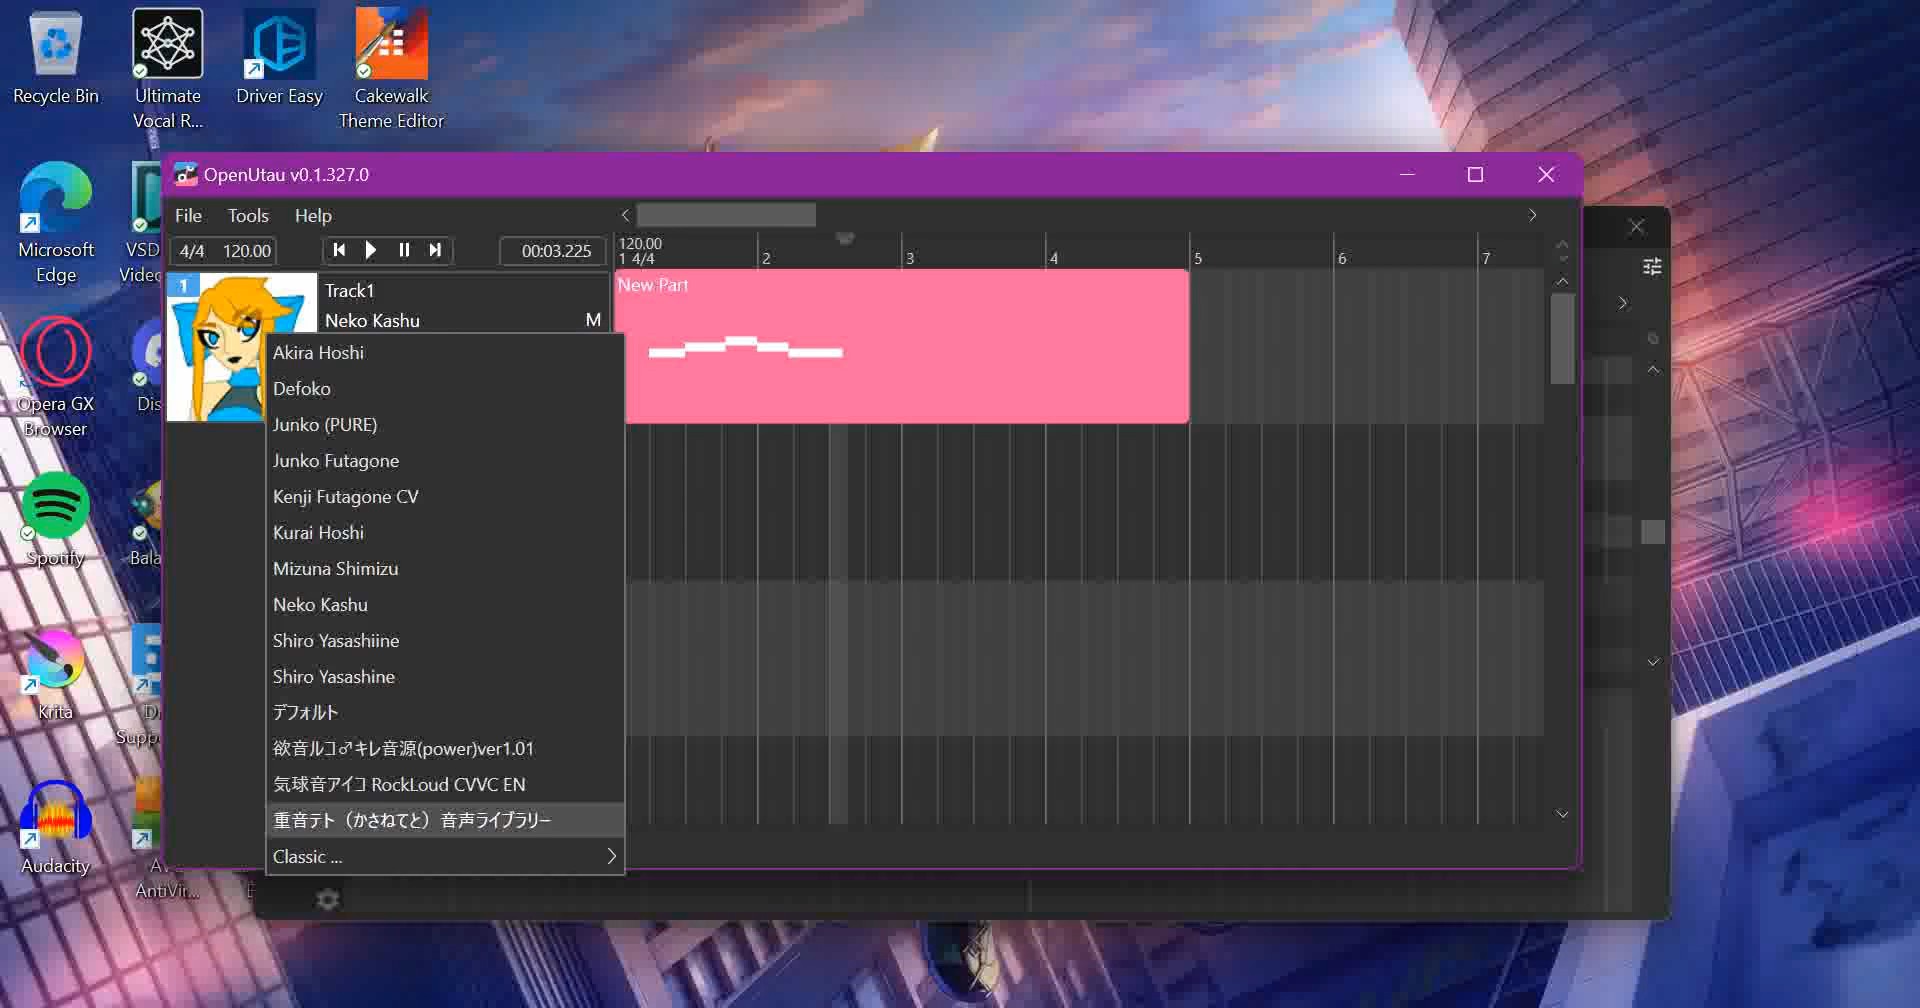 Recycle Bin
Ultimate
Vocal R...
Driver Easy
Cakewalk
Theme Editor
Microsoft
Edge
VSD
Opera GX
Browser
Dis
Spotify
Bala
Krita
Supp
Audacity
AntiVir...
OpenUtau v0.1.327.0
File Tools Help
4/4 120.00
00:03.225
120.00
1 4/4 2 3 4 5 6 7
1
Track1
Neko Kashu M
New Part
Akira Hoshi
Defoko
Junko (PURE)
Junko Futagone
Kenji Futagone CV
Kurai Hoshi
Mizuna Shimizu
Neko Kashu
Shiro Yasashiine
Shiro Yasashine
デフォルト
欲音ルコ♂キレ音源(power)ver1.01
気球音アイコ RockLoud CVVC EN
重音テト（かさねてと）音声ライブラリー
Classic ...